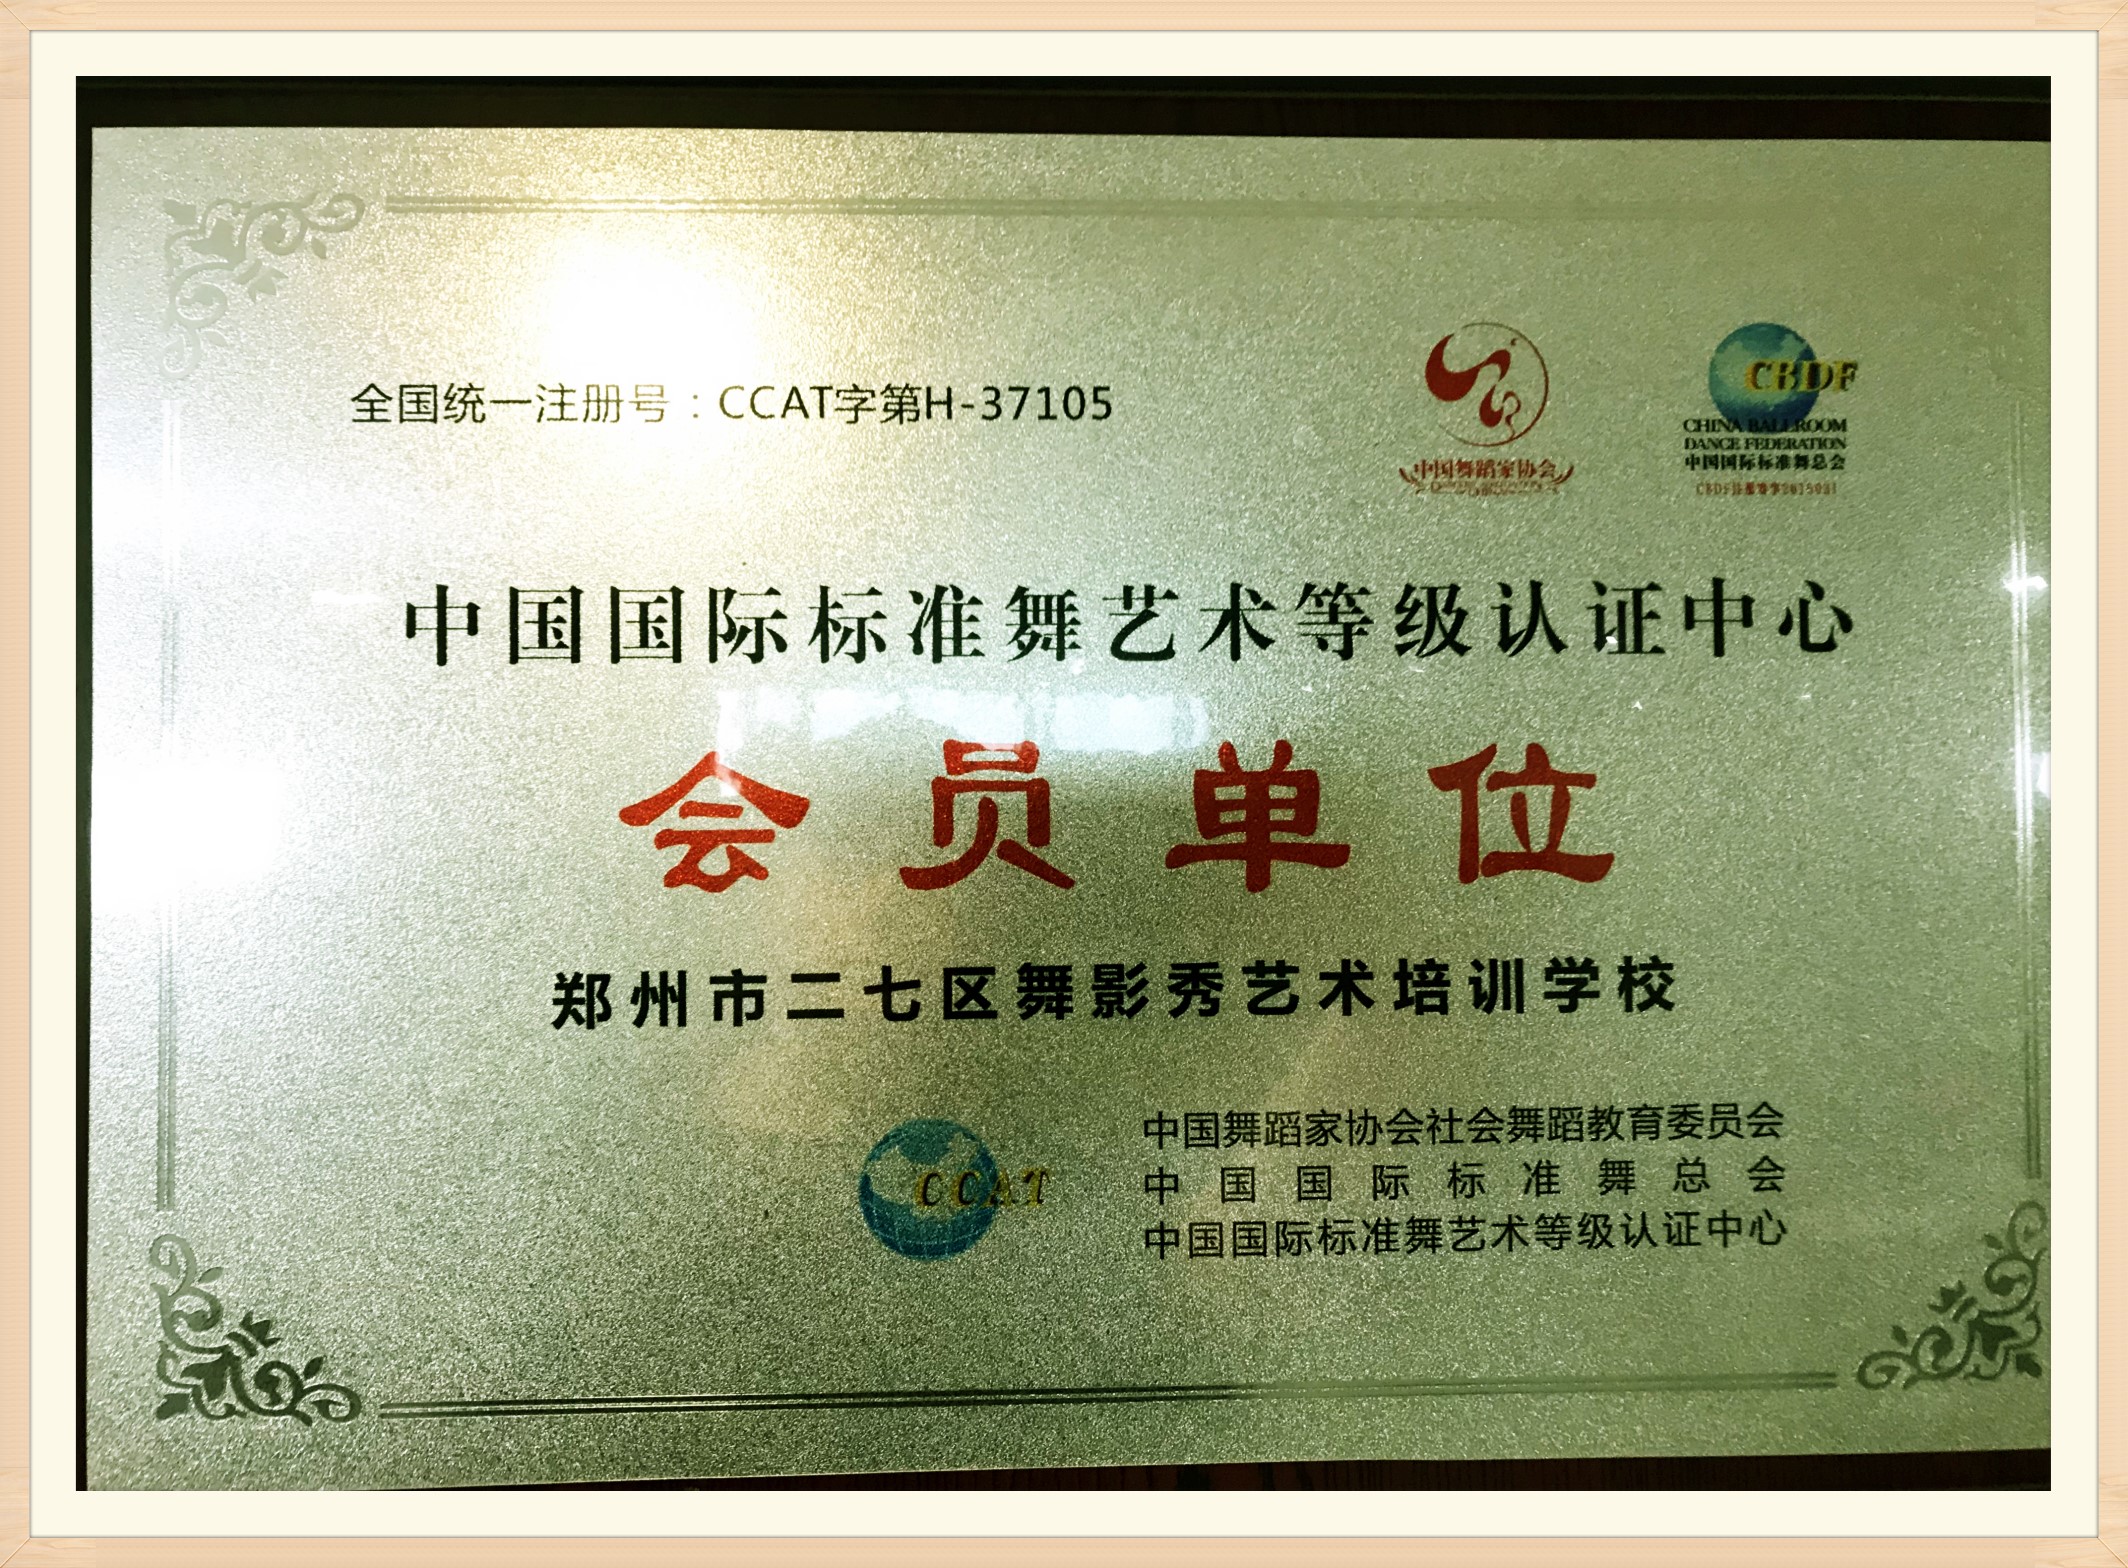 全国统一注册号：CCAT字第H-37105
中国舞蹈家协会
CBDF
CHINA BALLROOM
DANCE FEDERATION
中国国际标准舞总会
中国国际标准舞艺术等级认证中心
会员单位
郑州市二七区舞影秀艺术培训学校
CCAT
中国舞蹈家协会社会舞蹈教育委员会
中国国际标准舞总会
中国国际标准舞艺术等级认证中心